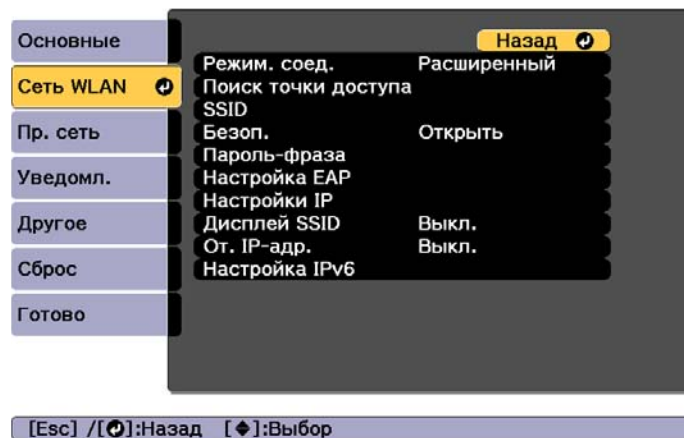 Основные
Сеть WLAN
Пр. сеть
Уведомл.
Другое
Сброс
Готово
Назад
Режим. соед. Расширенный
Поиск точки доступа
SSID
Безоп. Открыть
Пароль-фраза
Настройка EAP
Настройки IP
Дисплей SSID Выкл.
От. IP-адр. Выкл.
Настройка IPv6
[Esc] /[ ]:Назад [ ]:Выбор